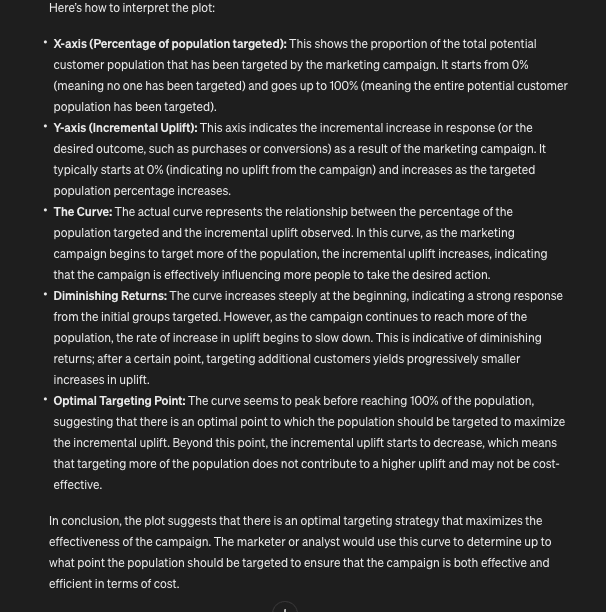 Here's how to interpret the plot:
• X-axis (Percentage of population targeted): This shows the proportion of the total potential
customer population that has been targeted by the marketing campaign. It starts from 0%
(meaning no one has been targeted) and goes up to 100% (meaning the entire potential customer
population has been targeted).
• Y-axis (Incremental Uplift): This axis indicates the incremental increase in response (or the
desired outcome, such as purchases or conversions) as a result of the marketing campaign. It
typically starts at 0% (indicating no uplift from the campaign) and increases as the targeted
population percentage increases.
• The Curve: The actual curve represents the relationship between the percentage of the
population targeted and the incremental uplift observed. In this curve, as the marketing
campaign begins to target more of the population, the incremental uplift increases, indicating
that the campaign is effectively influencing more people to take the desired action.
• Diminishing Returns: The curve increases steeply at the beginning, indicating a strong response
from the initial groups targeted. However, as the campaign continues to reach more of the
population, the rate of increase in uplift begins to slow down. This is indicative of diminishing
returns; after a certain point, targeting additional customers yields progressively smaller
increases in uplift.
• Optimal Targeting Point: The curve seems to peak before reaching 100% of the population,
suggesting that there is an optimal point to which the population should be targeted to maximize
the incremental uplift. Beyond this point, the incremental uplift starts to decrease, which means
that targeting more of the population does not contribute to a higher uplift and may not be cost-
effective.
In conclusion, the plot suggests that there is an optimal targeting strategy that maximizes the
effectiveness of the campaign. The marketer or analyst would use this curve to determine up to
what point the population should be targeted to ensure that the campaign is both effective and
efficient in terms of cost.